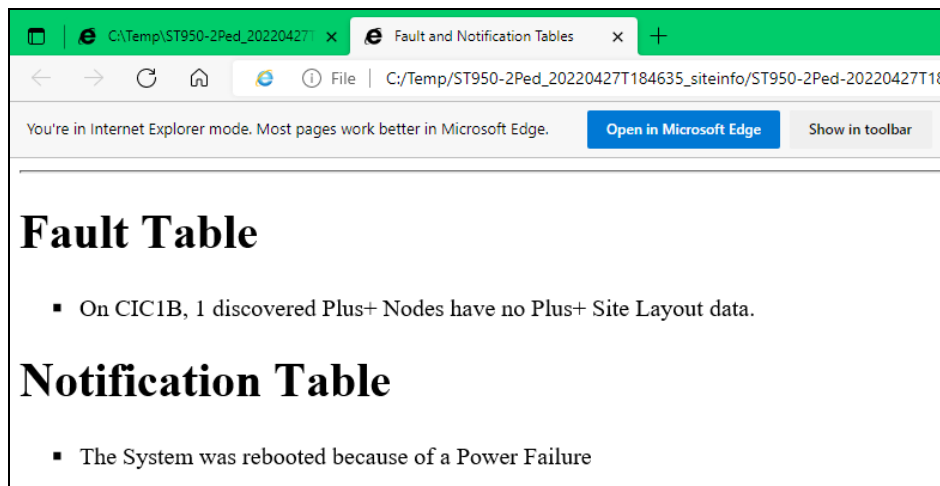 C:\Temp\ST950-2Ped_20220427T
Fault and Notification Tables
File
C:/Temp/ST950-2Ped_20220427T184635_siteinfo/ST950-2Ped-20220427T18
You're in Internet Explorer mode. Most pages work better in Microsoft Edge.
Open in Microsoft Edge
Show in toolbar
Fault Table
▪ On CIC1B, 1 discovered Plus+ Nodes have no Plus+ Site Layout data.
Notification Table
▪ The System was rebooted because of a Power Failure